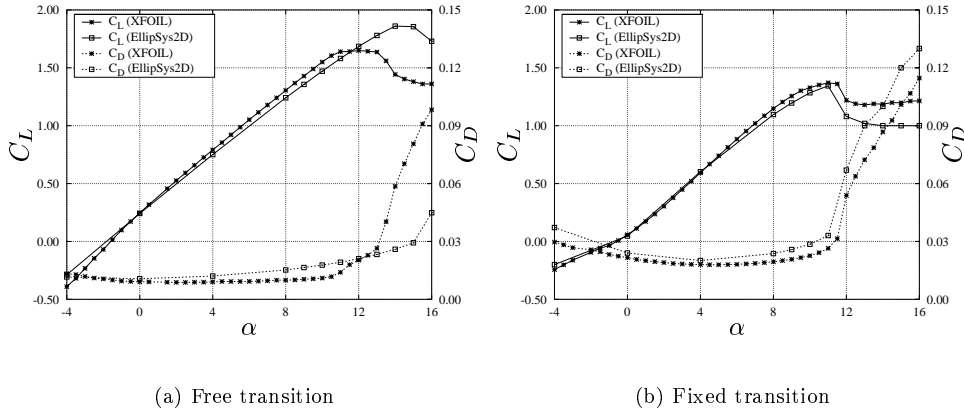 C_L (XFOIL)
C_L (EllipSys2D)
C_D (XFOIL)
C_D (EllipSys2D)
2.00
1.50
1.00
0.50
0.00
-0.50
C_L
0.15
0.12
0.09
0.06
0.03
0.00
C_D
-4 0 4 8 12 16
α
(a) Free transition
C_L (XFOIL)
C_L (EllipSys2D)
C_D (XFOIL)
C_D (EllipSys2D)
2.00
1.50
1.00
0.50
0.00
-0.50
C_L
0.15
0.12
0.09
0.06
0.03
0.00
C_D
-4 0 4 8 12 16
α
(b) Fixed transition